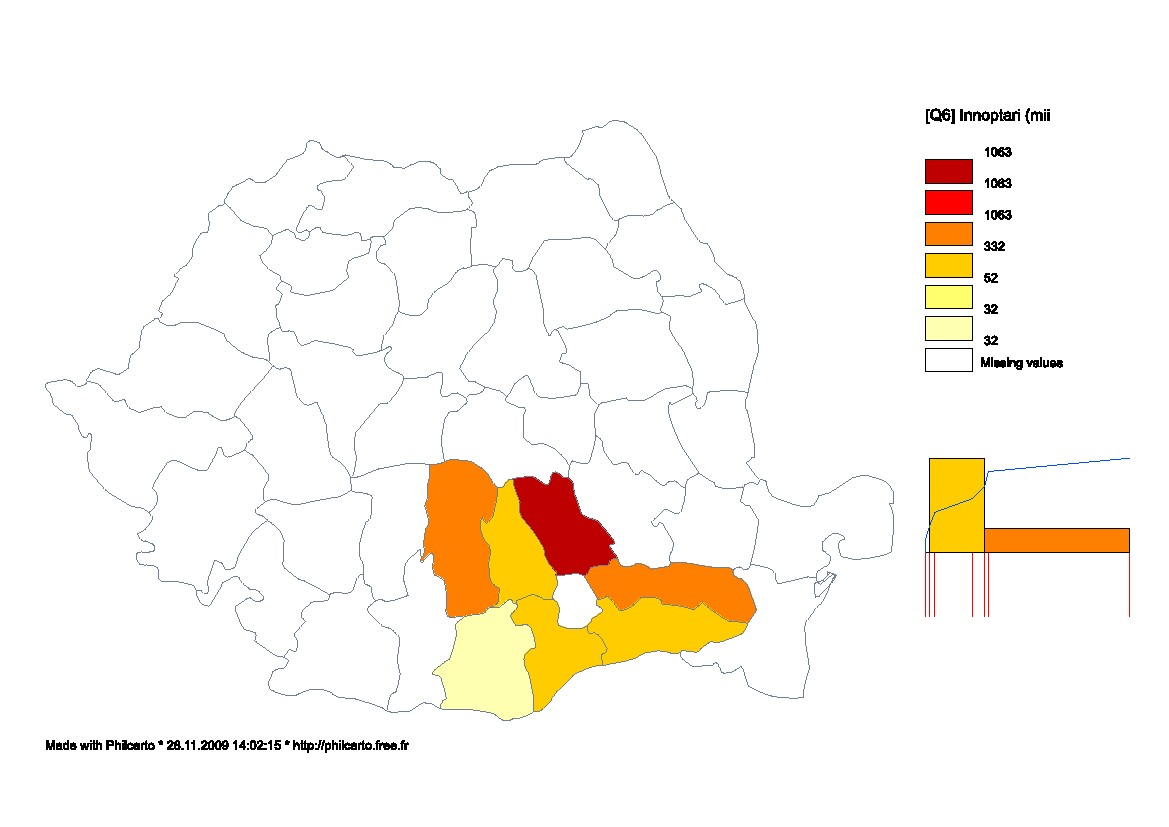 [Q6] Innoptari (mii
1063
1063
1063
332
52
32
32
Missing values
Made with Philcarto * 28.11.2009 14:02:15 * http://philcarto.free.fr